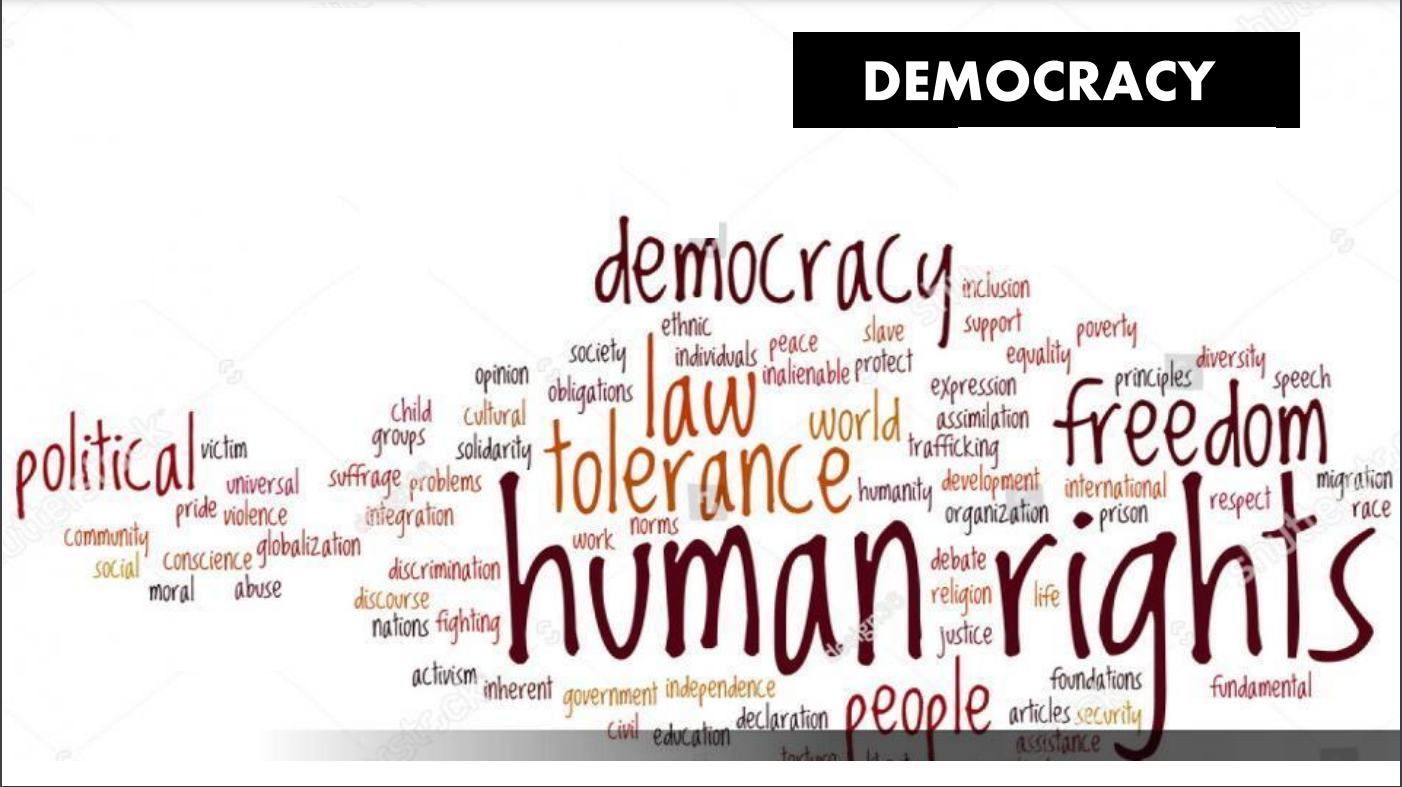 DEMOCRACY
democracy
inclusion
ethnic slave support poverty
society individuals peace protect equality diversity
opinion obligations law inalienable expression principles speech
child cultural world assimilation freedom
groups solidarity tolerance trafficking
political victim
universal suffrage problems humanity development international respect migration
pride violence integration organization prison race
community conscience globalization work norms
social moral abuse
discrimination human rights debate
discourse religion life
nations fighting justice
activism inherent government independence people foundations fundamental
civil education declaration articles security
assistance